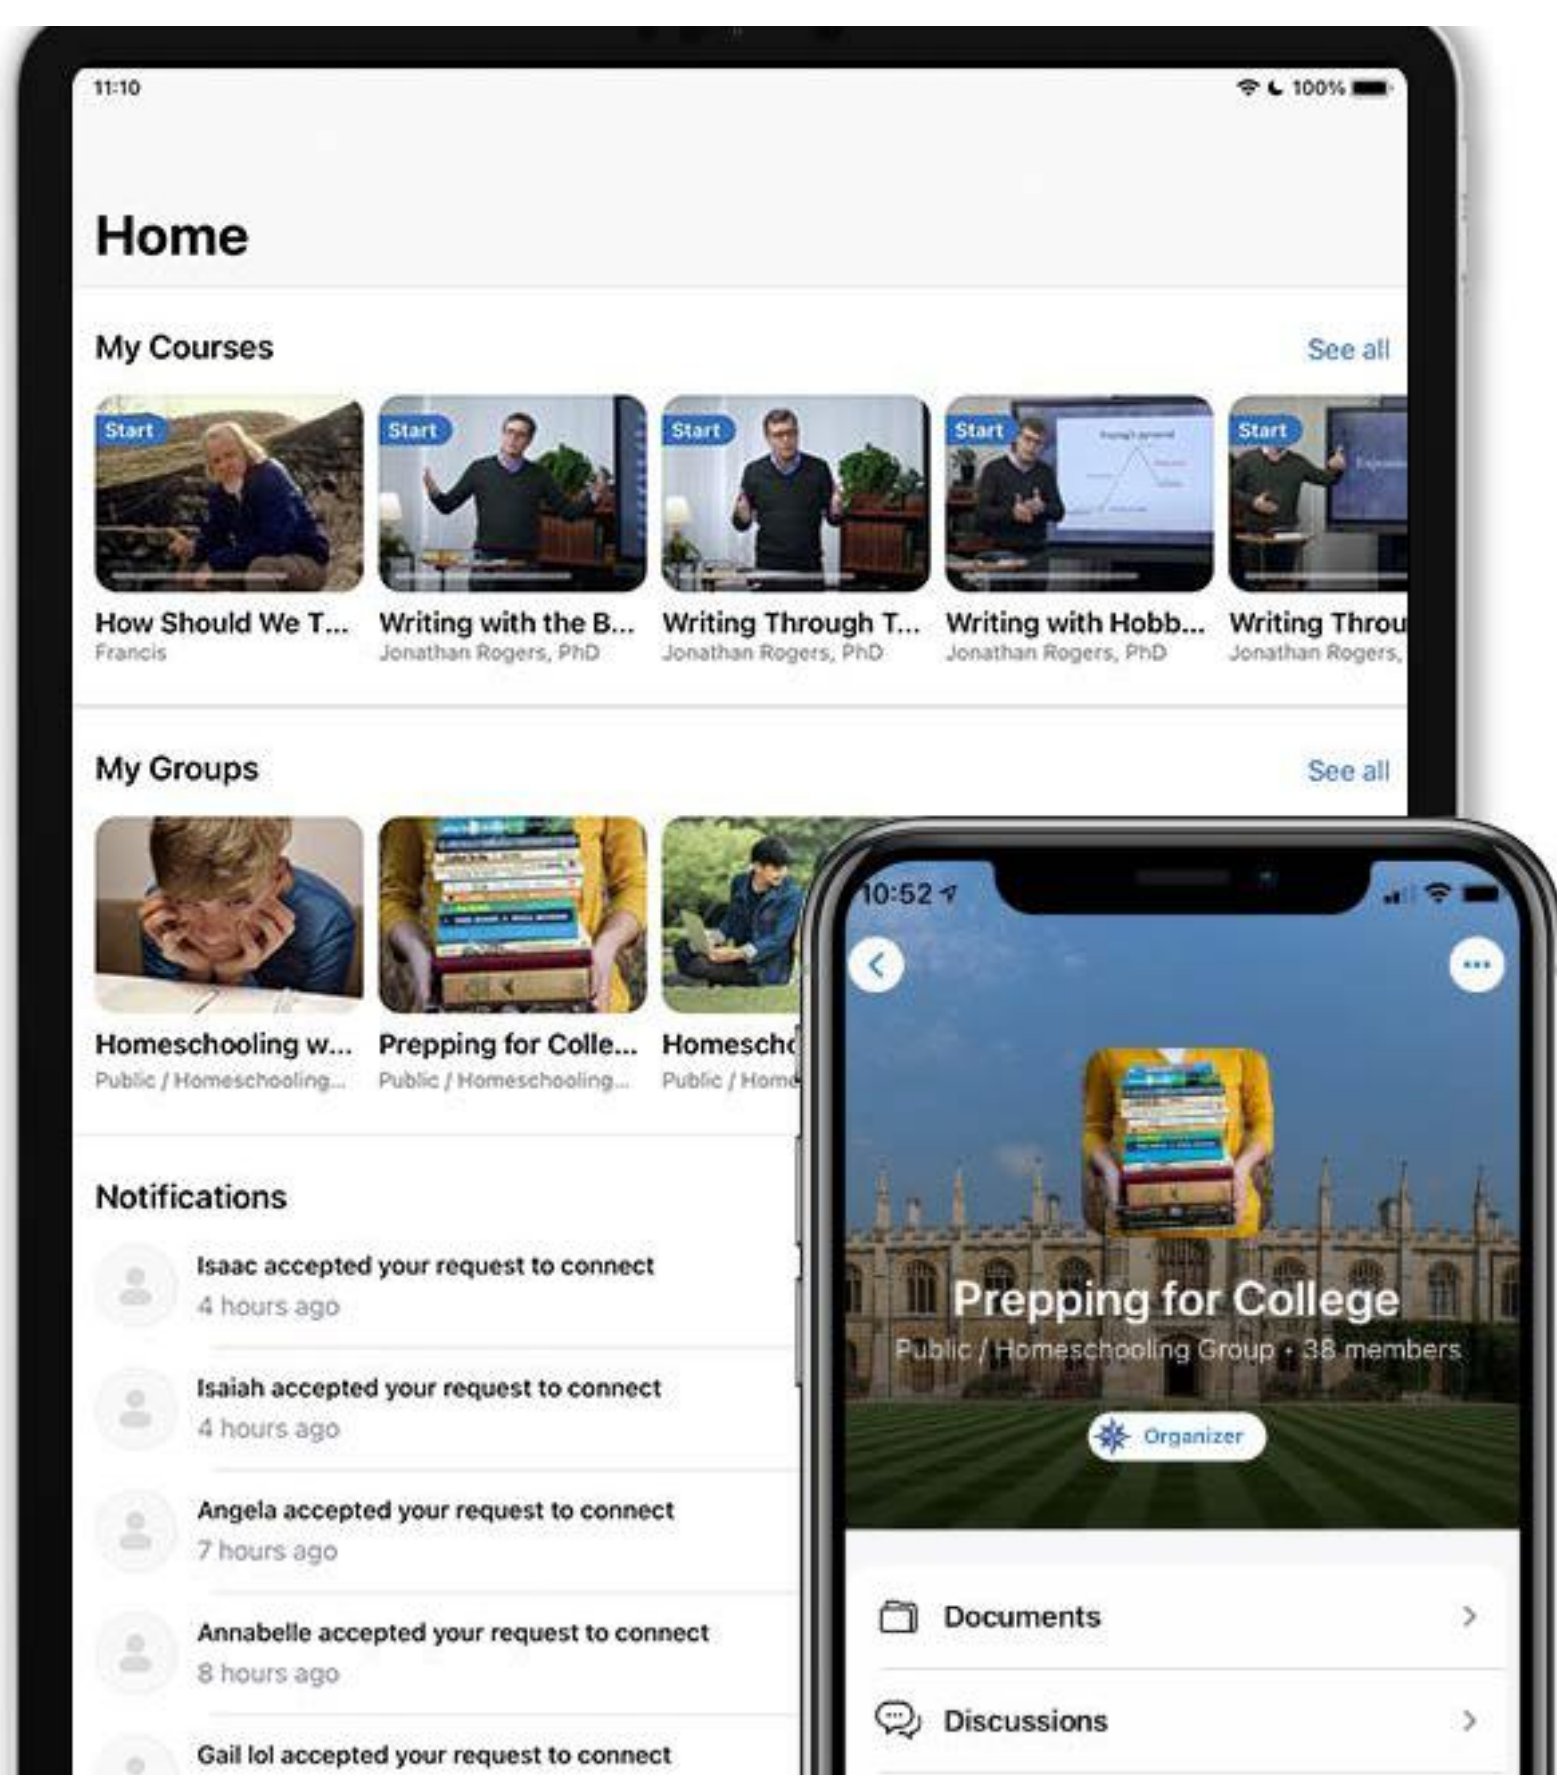 11:10
100%
Home
My Courses
See all
Start
Start
Start
Start
Start
How Should We T...
Writing with the B...
Writing Through T...
Writing with Hobb...
Writing Throu
Francis
Jonathan Rogers, PhD
Jonathan Rogers, PhD
Jonathan Rogers, PhD
Jonathan Rogers,
My Groups
See all
Homeschooling w...
Prepping for Colle...
Homescho
Public / Homeschooling...
Public / Homeschooling...
Public / Home
Notifications
Isaac accepted your request to connect
4 hours ago
Isaiah accepted your request to connect
4 hours ago
Angela accepted your request to connect
7 hours ago
Annabelle accepted your request to connect
8 hours ago
Gail lol accepted your request to connect
10:52
Prepping for College
Public / Homeschooling Group • 38 members
Organizer
Documents
Discussions